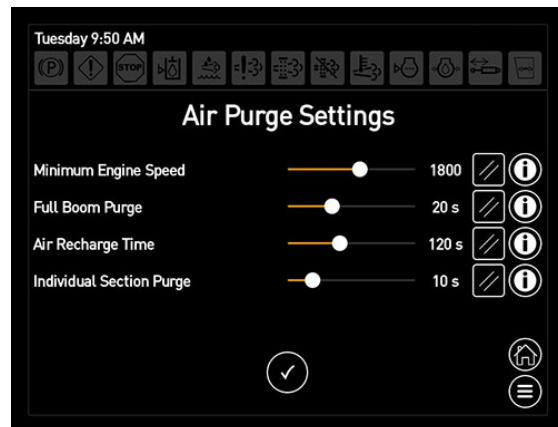 Tuesday 9:50 AM
(P) STOP
Air Purge Settings
Minimum Engine Speed 1800
Full Boom Purge 20 s
Air Recharge Time 120 s
Individual Section Purge 10 s